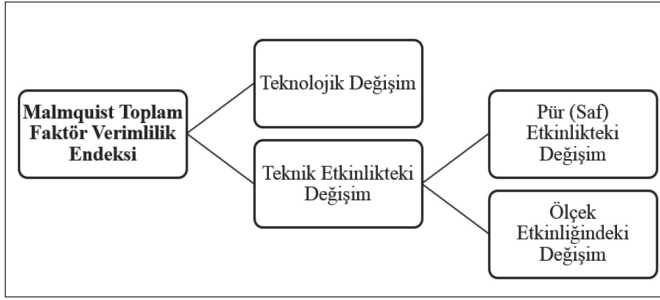 Malmquist Toplam
Faktör Verimlilik
Endeksi
Teknolojik Değişim
Teknik Etkinlikteki
Değişim
Pür (Saf)
Etkinlikteki
Değişim
Ölçek
Etkinliğindeki
Değişim